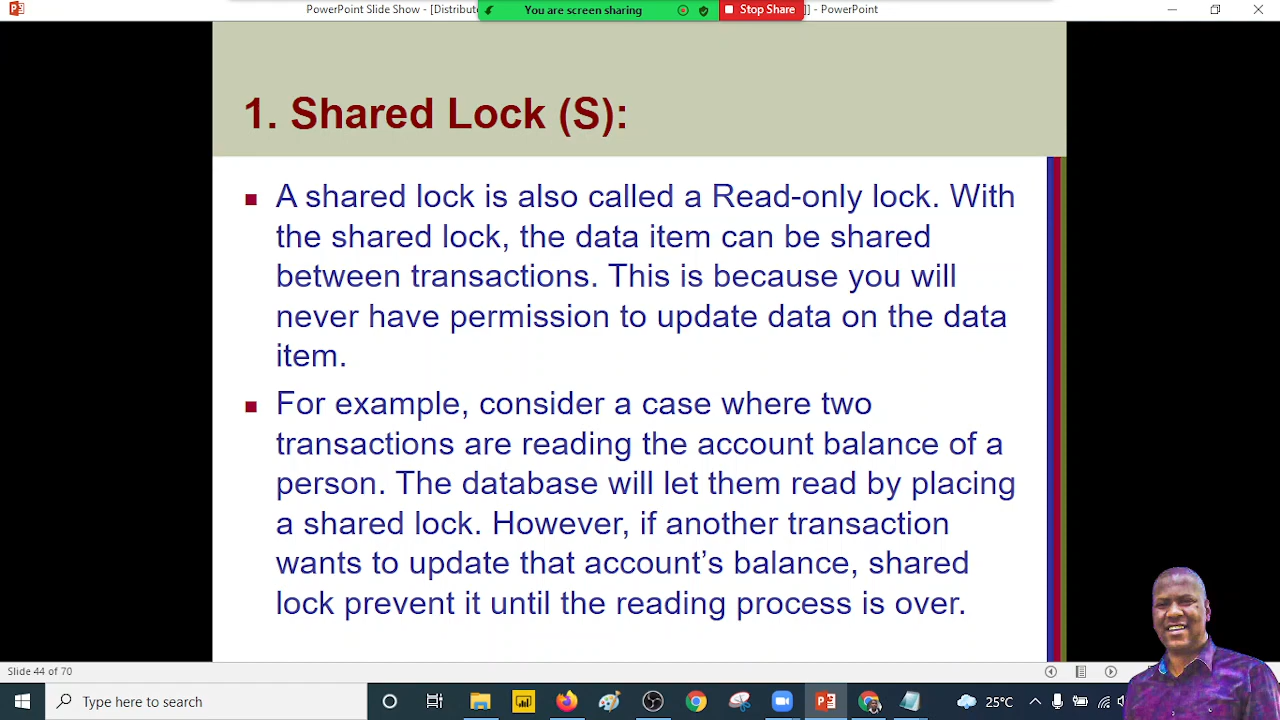 PowerPoint Slide Show - [Distribute
You are screen sharing
Stop Share
]] - PowerPoint
1. Shared Lock (S):
A shared lock is also called a Read-only lock. With
the shared lock, the data item can be shared
between transactions. This is because you will
never have permission to update data on the data
item.
For example, consider a case where two
transactions are reading the account balance of a
person. The database will let them read by placing
a shared lock. However, if another transaction
wants to update that account’s balance, shared
lock prevent it until the reading process is over.
Slide 44 of 70
Type here to search
25°C